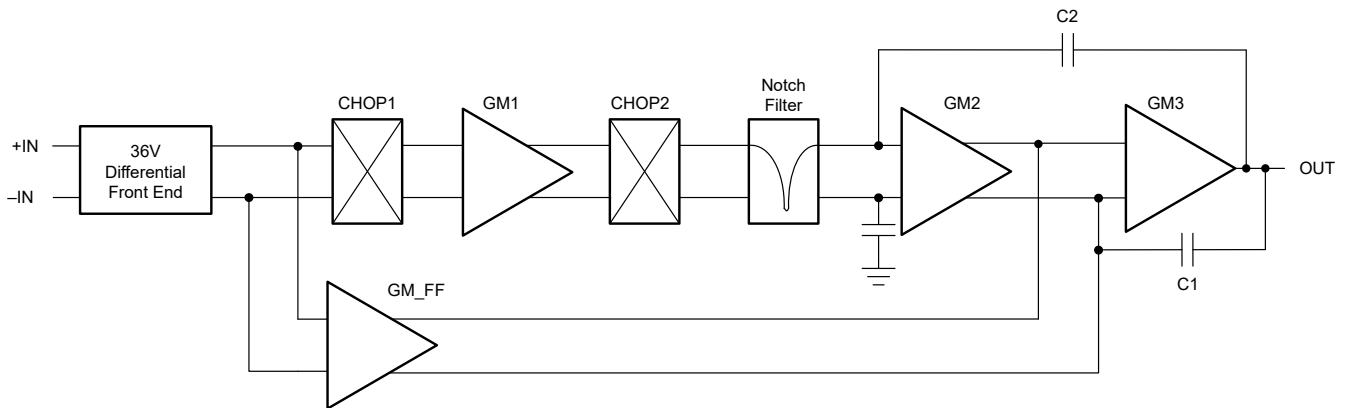 C2
Notch
Filter
CHOP1
GM1
CHOP2
GM2
GM3
+IN
36V
Differential
Front End
–IN
OUT
C1
GM_FF